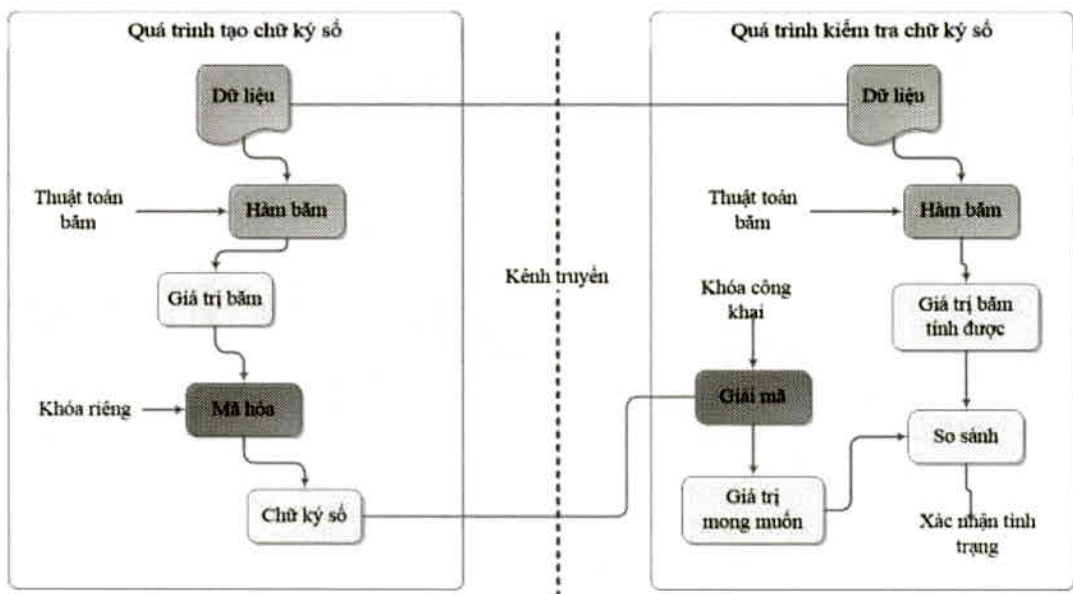 Quá trình tạo chữ ký số
Dữ liệu
Thuật toán
băm
Hàm băm
Giá trị băm
Khóa riêng
Mã hóa
Chữ ký số
Kênh truyền
Quá trình kiểm tra chữ ký số
Dữ liệu
Thuật toán
băm
Hàm băm
Khóa công
khai
Giá trị băm
tính được
Giải mã
So sánh
Giá trị
mong muốn
Xác nhận tình
trạng